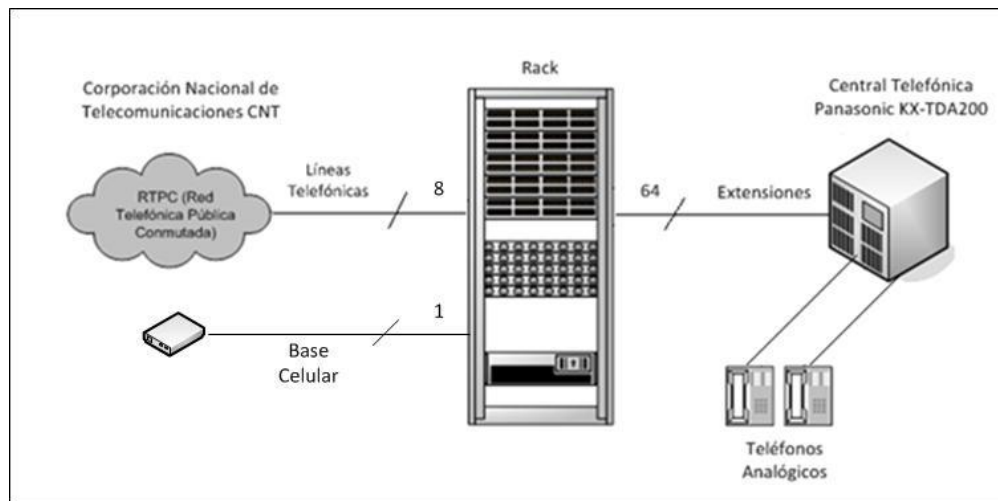 Corporación Nacional de
Telecomunicaciones CNT
Rack
Central Telefónica
Panasonic KX-TDA200
RTPC (Red
Telefónica Pública
Conmutada)
Líneas
Telefónicas
8
64
Extensiones
1
Base
Celular
Teléfonos
Analógicos